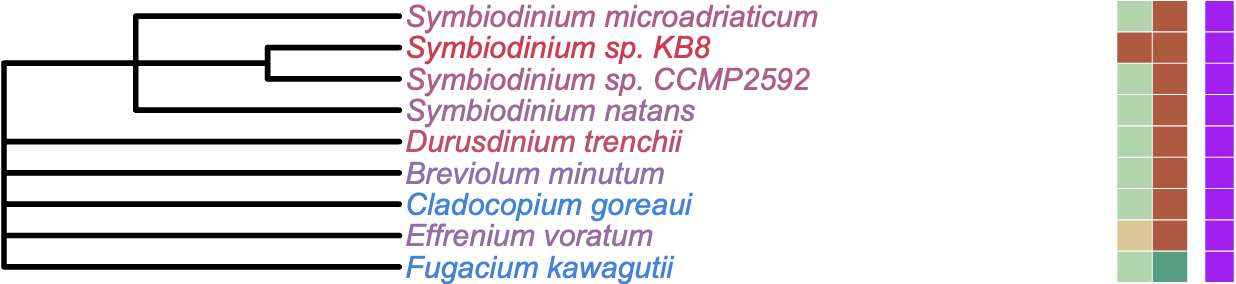 Symbiodinium microadriaticum
Symbiodinium sp. KB8
Symbiodinium sp. CCMP2592
Symbiodinium natans
Durusdinium trenchii
Breviolum minutum
Cladocopium goreaui
Effrenium voratum
Fugacium kawagutii